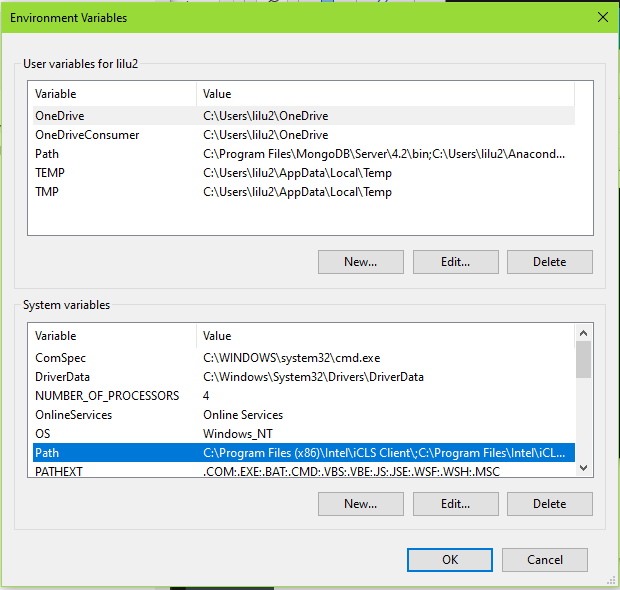 Environment Variables
User variables for lilu2
Variable Value
OneDrive C:\Users\lilu2\OneDrive
OneDriveConsumer C:\Users\lilu2\OneDrive
Path C:\Program Files\MongoDB\Server\4.2\bin;C:\Users\lilu2\Anacond...
TEMP C:\Users\lilu2\AppData\Local\Temp
TMP C:\Users\lilu2\AppData\Local\Temp
New... Edit... Delete
System variables
Variable Value
ComSpec C:\WINDOWS\system32\cmd.exe
DriverData C:\Windows\System32\Drivers\DriverData
NUMBER_OF_PROCESSORS 4
OnlineServices Online Services
OS Windows_NT
Path C:\Program Files (x86)\Intel\iCLS Client\;C:\Program Files\Intel\iCL...
PATHEXT .COM;.EXE;.BAT;.CMD;.VBS;.VBE;.JS;.JSE;.WSF;.WSH;.MSC
New... Edit... Delete
OK Cancel